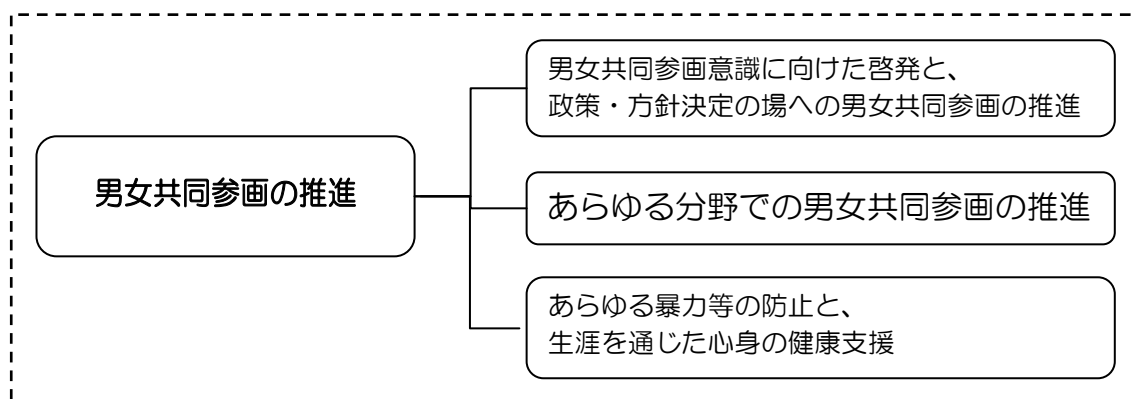 男女共同参画の推進
男女共同参画意識に向けた啓発と、
政策・方針決定の場への男女共同参画の推進
あらゆる分野での男女共同参画の推進
あらゆる暴力等の防止と、
生涯を通じた心身の健康支援